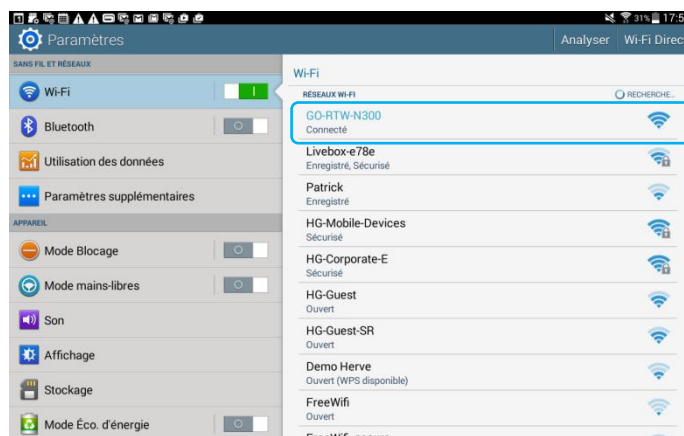 31% 17:5
Paramètres
Analyser Wi-Fi Direc
SANS FIL ET RÉSEAUX
Wi-Fi
Bluetooth
Utilisation des données
Paramètres supplémentaires
APPAREIL
Mode Blocage
Mode mains-libres
Son
Affichage
Stockage
Mode Éco. d'énergie
Wi-Fi
RÉSEAUX WI-FI
RECHERCHE...
GO-RTW-N300
Connecté
Livebox-e78e
Enregistré, Sécurisé
Patrick
Enregistré
HG-Mobile-Devices
Sécurisé
HG-Corporate-E
Sécurisé
HG-Guest
Ouvert
HG-Guest-SR
Ouvert
Demo Herve
Ouvert (WPS disponible)
FreeWifi
Ouvert